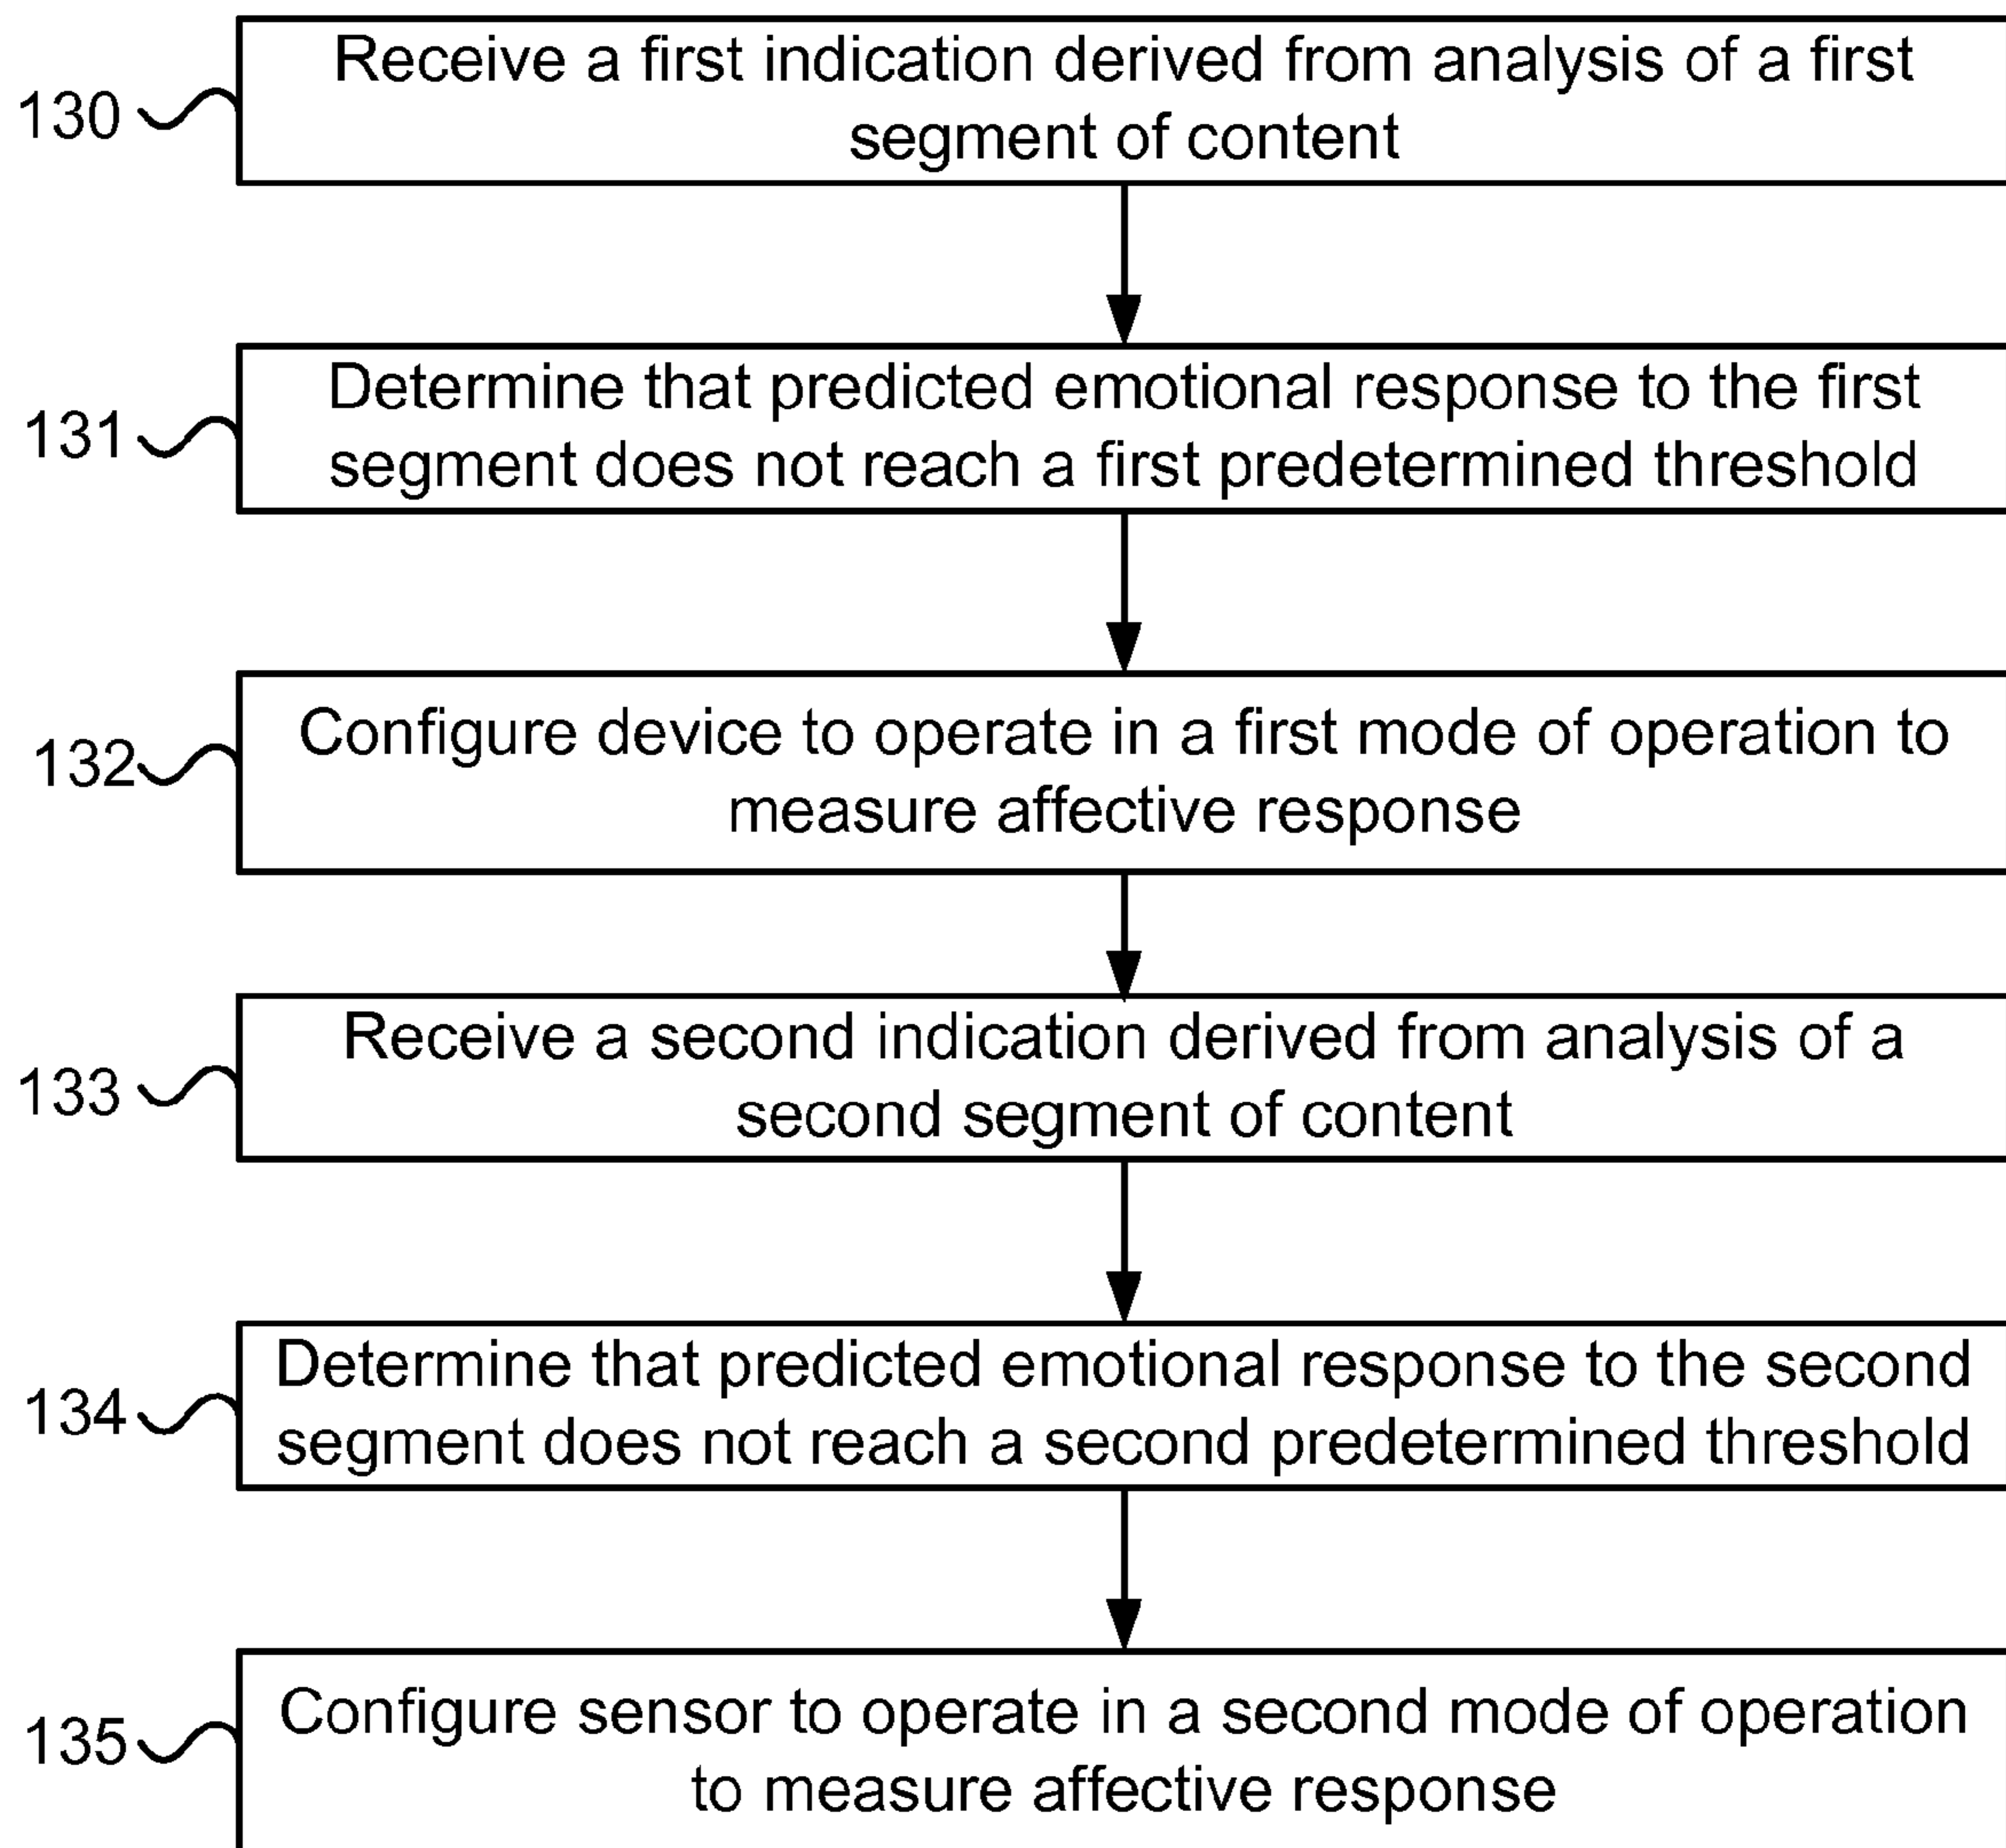 130
Receive a first indication derived from analysis of a first
segment of content
131
Determine that predicted emotional response to the first
segment does not reach a first predetermined threshold
132
Configure device to operate in a first mode of operation to
measure affective response
133
Receive a second indication derived from analysis of a
second segment of content
134
Determine that predicted emotional response to the second
segment does not reach a second predetermined threshold
135
Configure sensor to operate in a second mode of operation
to measure affective response